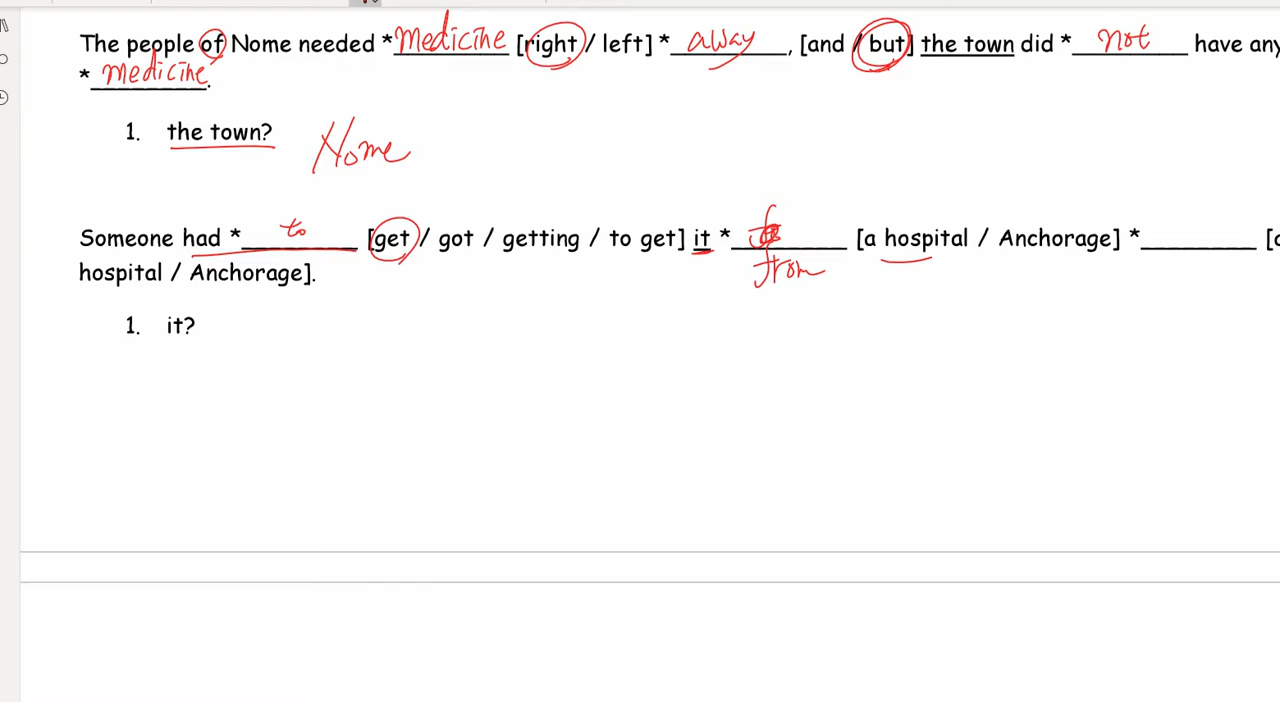 The people of Nome needed *medicine [right / left] *away, [and / but] the town did *not have any
*medicine.
1. the town? Nome
Someone had *to [get / got / getting / to get] it *from [a hospital / Anchorage] *________ [a
hospital / Anchorage].
1. it?